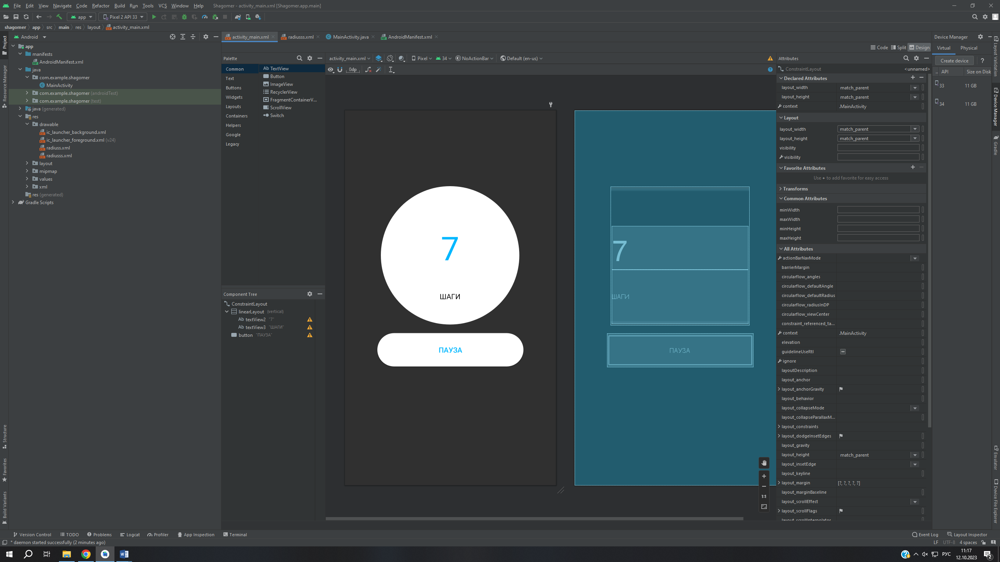 File Edit View Navigate Code Refactor Build Run Tools VCS Window Help Shagomer - activity_main.xml [Shagomer.app.main]
app Pixel 2 API 33
shagomer app src main res layout activity_main.xml
Project
Resource Manager
Structure
Favorites
Build Variants
Android
app
manifests
AndroidManifest.xml
java
com.example.shagomer
MainActivity
com.example.shagomer (androidTest)
com.example.shagomer (test)
java (generated)
res
drawable
ic_launcher_background.xml
ic_launcher_foreground.xml (v24)
radiuss.xml
radiusss.xml
layout
mipmap
values
xml
res (generated)
Gradle Scripts
activity_main.xml radiusss.xml MainActivity.java AndroidManifest.xml
Code Split Design
Palette
Common
Text
Buttons
Widgets
Layouts
Containers
Helpers
Google
Legacy
Ab TextView
Button
ImageView
RecyclerView
FragmentContainerV...
ScrollView
Switch
Component Tree
ConstraintLayout
linearLayout (vertical)
Ab textView2 "7"
Ab textView3 "ШАГИ"
button "ПАУЗА"
activity_main.xml Pixel 34 NoActionBar Default (en-us)
0dp
7
ШАГИ
ПАУЗА
7
ШАГИ
ПАУЗА
1:1
Attributes
ConstraintLayout <unnamed>
Declared Attributes
layout_width match_parent
layout_height match_parent
context .MainActivity
Layout
layout_width match_parent
layout_height match_parent
visibility
visibility
Favorite Attributes
Use + to add favorite for easy access
Transforms
Common Attributes
minWidth
maxWidth
minHeight
maxHeight
All Attributes
actionBarNavMode
barrierMargin
circularflow_angles
circularflow_defaultAngle
circularflow_defaultRadius
circularflow_radiusInDP
circularflow_viewCenter
constraint_referenced_ta...
context .MainActivity
elevation
guidelineUseRtl
ignore
layoutDescription
layout_anchor
layout_anchorGravity
layout_behavior
layout_collapseMode
layout_collapseParallaxM...
layout_constraints
layout_dodgeInsetEdges
layout_gravity
layout_height match_parent
layout_insetEdge
layout_keyline
layout_margin [?, ?, ?, ?, ?]
layout_marginBaseline
layout_scrollEffect
layout_scrollFlags
layout_scrollInterpolator
Device Manager
Virtual Physical
Create device ?
.. API Size on Disk
33 11 GB
34 11 GB
Layout Validation
Device Manager
Gradle
Emulator
Device File Explorer
Version Control TODO Problems Logcat Profiler App Inspection Terminal Event Log Layout Inspector
* daemon started successfully (2 minutes ago) LF UTF-8 4 spaces
РУС 11:17
12.10.2023
2